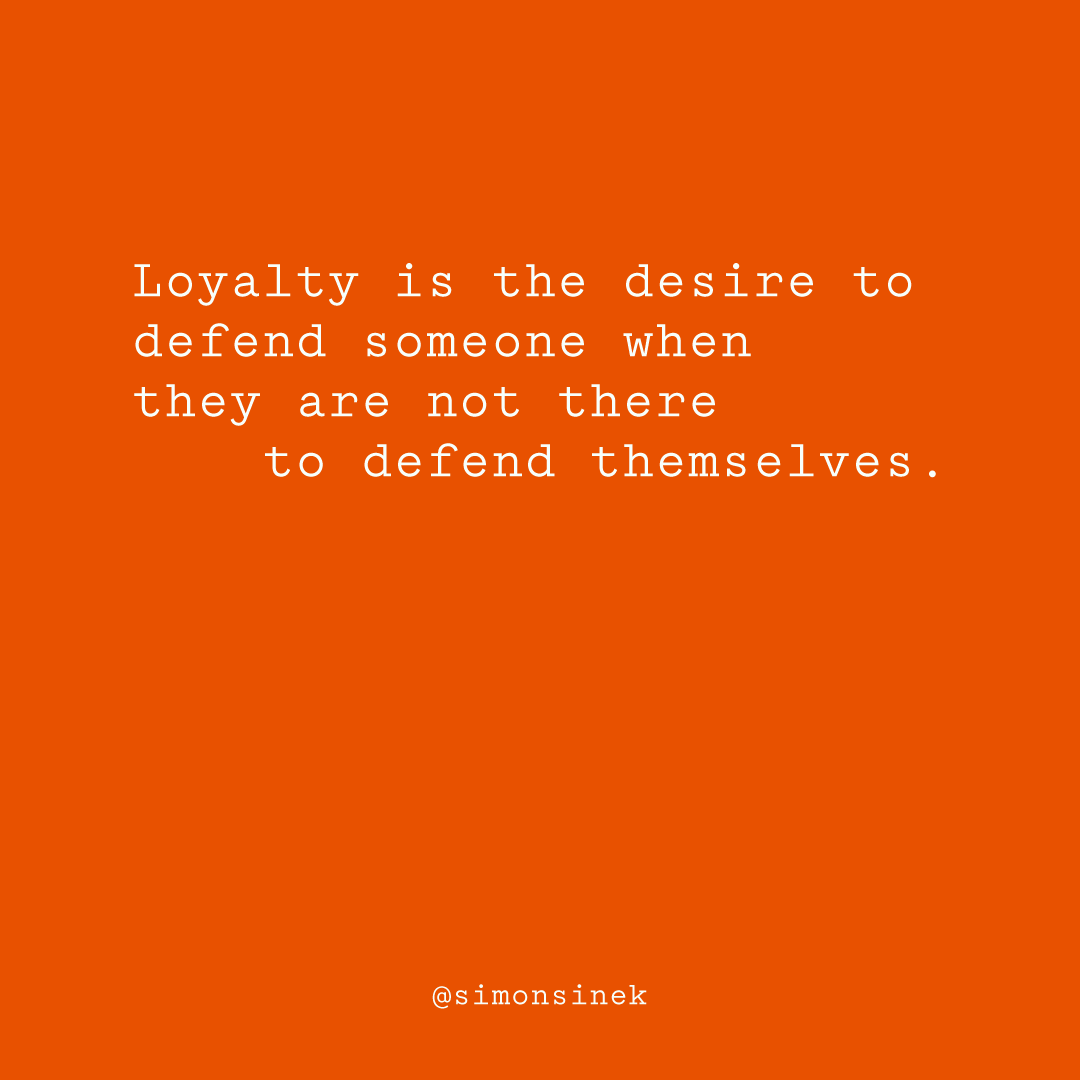 Loyalty is the desire to
defend someone when
they are not there
to defend themselves.
@simonsinek